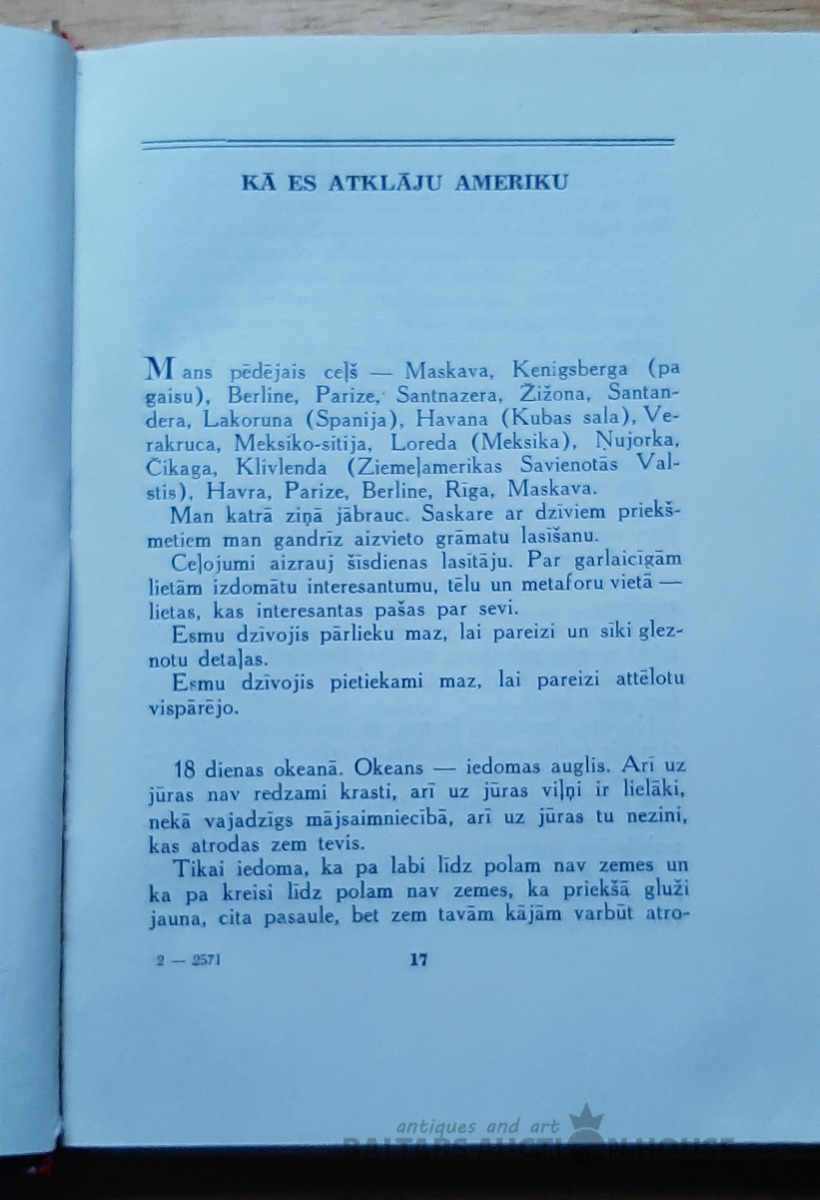 KĀ ES ATKLĀJU AMERIKU
Mans pēdējais ceļš — Maskava, Kenigsberga (pa
gaisu), Berline, Parize, Santnazera, Žižona, Santan-
dera, Lakoruna (Spanija), Havana (Kubas sala), Ve-
rakruca, Meksiko-sitija, Loreda (Meksika), Ņujorka,
Čikaga, Klivlenda (Ziemeļamerikas Savienotās Val-
stis), Havra, Parize, Berline, Rīga, Maskava.
Man katrā ziņā jābrauc. Saskare ar dzīviem priekš-
metiem man gandrīz aizvieto grāmatu lasīšanu.
Ceļojumi aizrauj šīsdienas lasītāju. Par garlaicīgām
lietām izdomātu interesantumu, tēlu un metaforu vietā —
lietas, kas interesantas pašas par sevi.
Esmu dzīvojis pārlieku maz, lai pareizi un sīki glez-
notu detaļas.
Esmu dzīvojis pietiekami maz, lai pareizi attēlotu
vispārējo.
18 dienas okeanā. Okeans — iedomas auglis. Arī uz
jūras nav redzami krasti, arī uz jūras viļņi ir lielāki,
nekā vajadzīgs mājsaimniecībā, arī uz jūras tu nezini,
kas atrodas zem tevis.
Tikai iedoma, ka pa labi līdz polam nav zemes un
ka pa kreisi līdz polam nav zemes, ka priekšā gluži
jauna, cita pasaule, bet zem tavām kājām varbūt atro-
2 — 2571
17
antiques and art
BALTARS AUCTION HOUSE